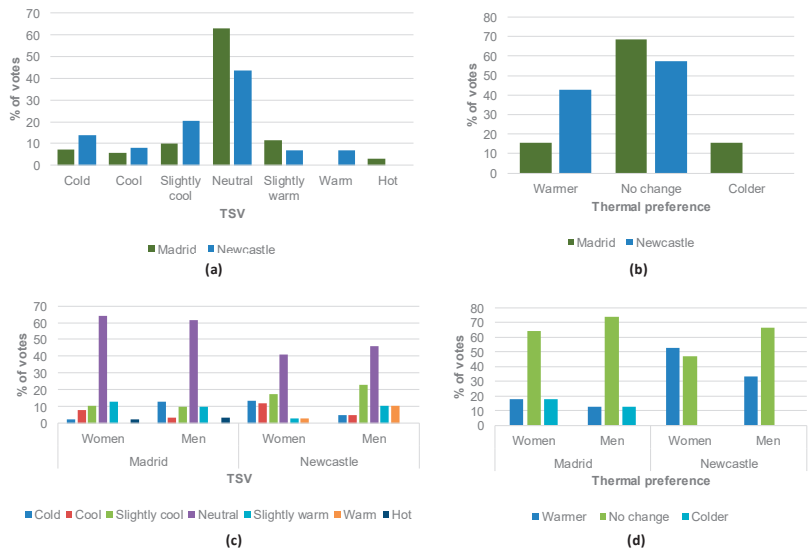 70
60
50
40
30
20
10
0
% of votes
Cold
Cool
Slightly cool
Neutral
Slightly warm
Warm
Hot
TSV
Madrid Newcastle
(a)
80
70
60
50
40
30
20
10
0
% of votes
Warmer
No change
Colder
Thermal preference
Madrid Newcastle
(b)
70
60
50
40
30
20
10
0
% of votes
Women Men Women Men
Madrid Newcastle
TSV
Cold Cool Slightly cool Neutral Slightly warm Warm Hot
(c)
80
70
60
50
40
30
20
10
0
% of votes
Women Men Women Men
Madrid Newcastle
Thermal preference
Warmer No change Colder
(d)